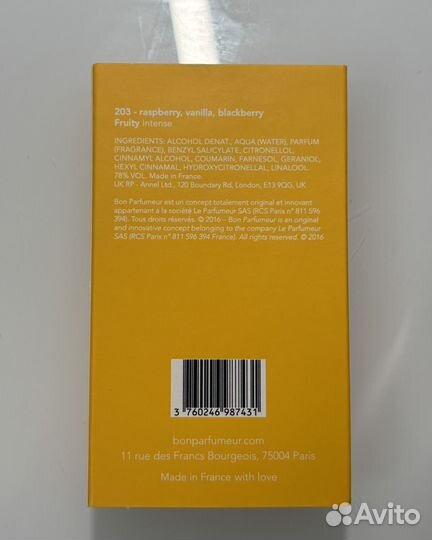 203 - raspberry, vanilla, blackberry
Fruity Intense
INGREDIENTS: ALCOHOL DENAT., AQUA (WATER), PARFUM
(FRAGRANCE), BENZYL SALICYLATE, CITRONELLOL,
CINNAMYL ALCOHOL, COUMARIN, FARNESOL, GERANIOL,
HEXYL CINNAMAL, HYDROXYCITRONELLAL, LINALOOL.
78% VOL. Made in France.
UK RP - Annel Ltd., 120 Boundary Rd, London, E13 9QG, UK
Bon Parfumeur est un concept totalement original et innovant
appartenant à la société Le Parfumeur SAS (RCS Paris n° 811 596
394). Tous droits réservés. © 2016– Bon Parfumeur is an original
and innovative concept belonging to the company Le Parfumeur
SAS (RCS Paris n° 811 596 394 France). All rights reserved. © 2016
3 760246 987431
bonparfumeur.com
11 rue des Francs Bourgeois, 75004 Paris
Made in France with love
Avito